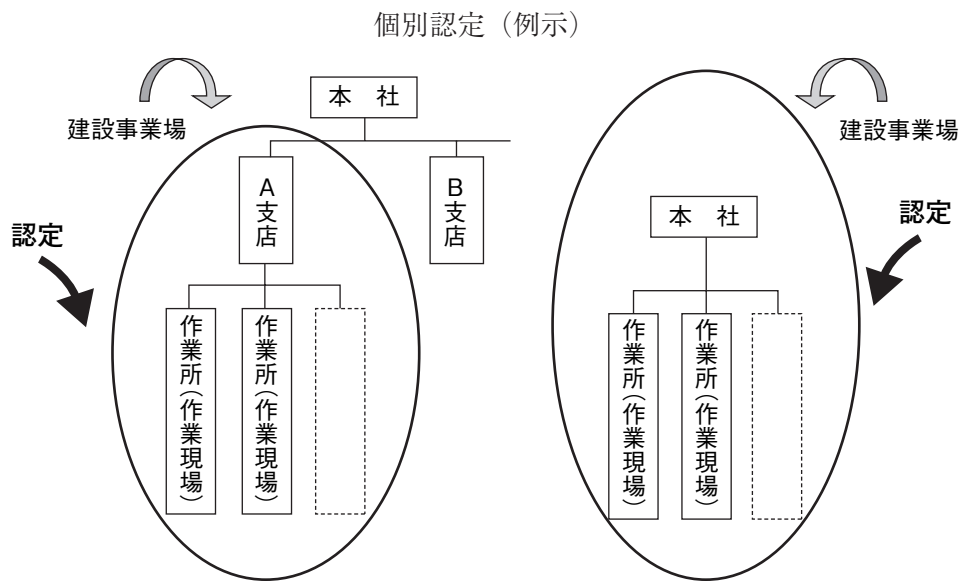 個別認定（例示）
建設事業場
本　社
A支店
B支店
認定
作業所（作業現場）
作業所（作業現場）
建設事業場
本　社
認定
作業所（作業現場）
作業所（作業現場）